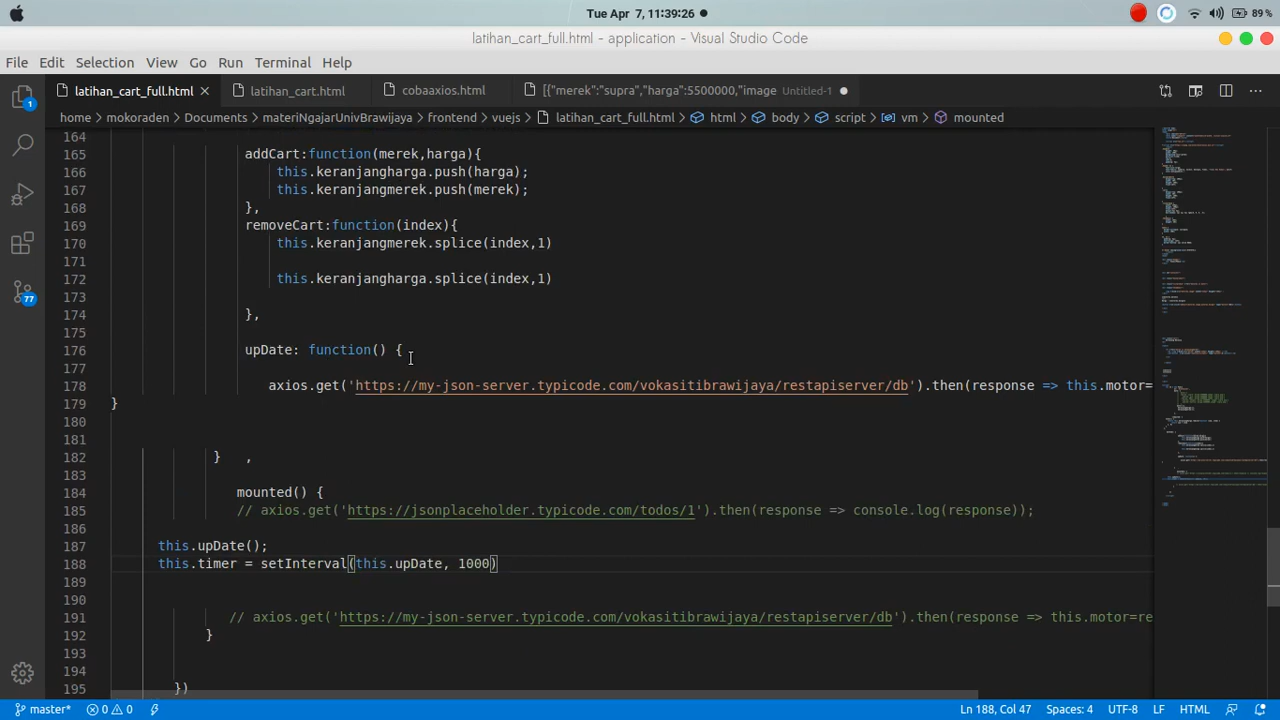 Tue Apr 7, 11:39:26
89 %
latihan_cart_full.html - application - Visual Studio Code
File Edit Selection View Go Run Terminal Help
latihan_cart_full.html latihan_cart.html cobaaxios.html [{"merek":"supra","harga":5500000,"image Untitled-1
home › mokoraden › Documents › materiNgajarUnivBrawijaya › frontend › vuejs › latihan_cart_full.html › html › body › script › vm › mounted
1
77
164
165 addCart:function(merek,harga){
166 this.keranjangharga.push(harga);
167 this.keranjangmerek.push(merek);
168 },
169 removeCart:function(index){
170 this.keranjangmerek.splice(index,1)
171
172 this.keranjangharga.splice(index,1)
173
174 },
175
176 upDate: function() {
177
178 axios.get('https://my-json-server.typicode.com/vokasitibrawijaya/restapiserver/db').then(response => this.motor=
179 }
180
181
182 } ,
183
184 mounted() {
185 // axios.get('https://jsonplaceholder.typicode.com/todos/1').then(response => console.log(response));
186
187 this.upDate();
188 this.timer = setInterval(this.upDate, 1000)
189
190
191 // axios.get('https://my-json-server.typicode.com/vokasitibrawijaya/restapiserver/db').then(response => this.motor=re
192 }
193
194
195 })
master* 0 0 Ln 188, Col 47 Spaces: 4 UTF-8 LF HTML